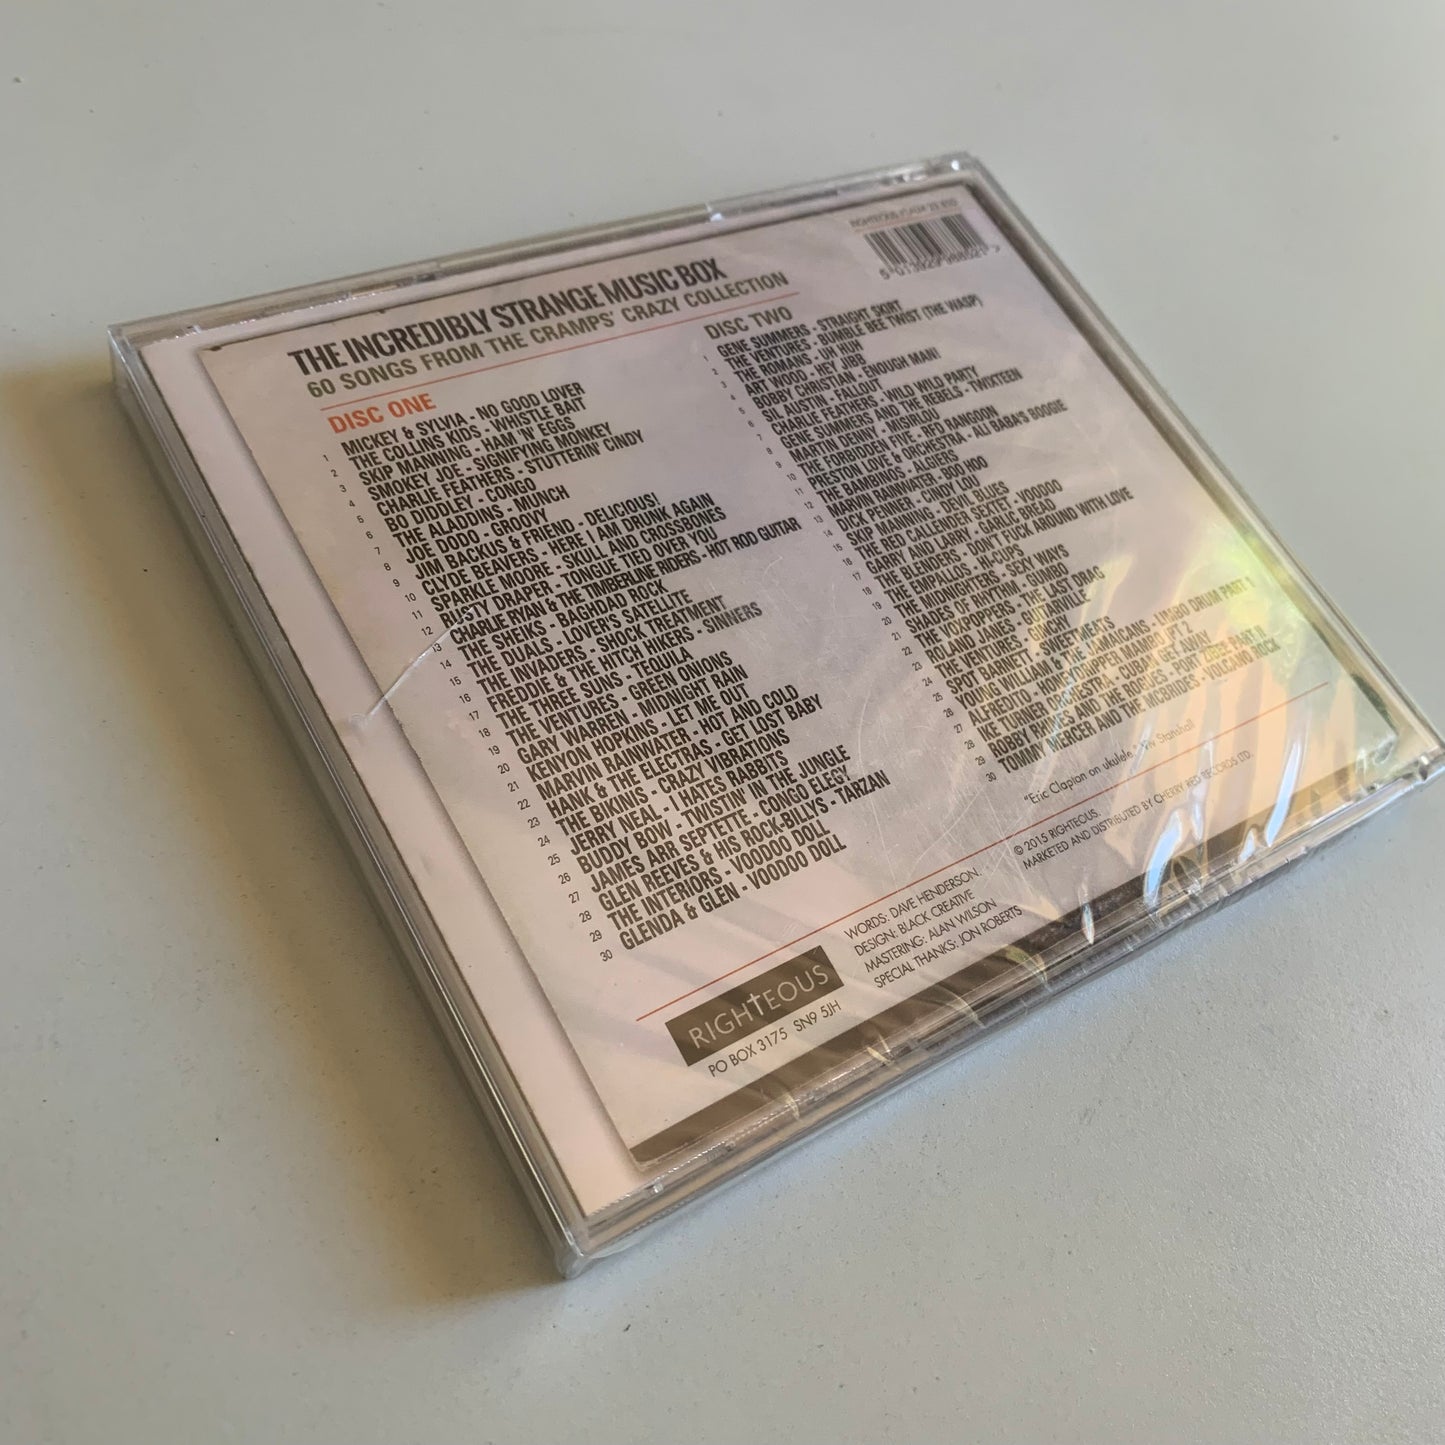 THE INCREDIBLY STRANGE MUSIC BOX
60 SONGS FROM THE CRAMPS' CRAZY COLLECTION
RIGHTEOUS PSALM 23:85D
5 013929 988521 >
DISC ONE
1 MICKEY & SYLVIA - NO GOOD LOVER
2 THE COLLINS KIDS - WHISTLE BAIT
3 SKIP MANNING - HAM 'N' EGGS
4 SMOKEY JOE - SIGNIFYING MONKEY
5 CHARLIE FEATHERS - STUTTERIN' CINDY
6 BO DIDDLEY - CONGO
7 THE ALADDINS - MUNCH
8 JOE DODO - GROOVY
9 JIM BACKUS & FRIEND - DELICIOUS!
10 CLYDE BEAVERS - HERE I AM DRUNK AGAIN
11 SPARKLE MOORE - SKULL AND CROSSBONES
12 RUSTY DRAPER - TONGUE TIED OVER YOU
13 CHARLIE RYAN & THE TIMBERLINE RIDERS - HOT ROD GUITAR
14 THE SHEIKS - BAGHDAD ROCK
15 THE DUALS - LOVER'S SATELLITE
16 THE INVADERS - SHOCK TREATMENT
17 FREDDIE & THE HITCH HIKERS - SINNERS
18 THE THREE SUNS - TEQUILA
19 THE VENTURES - GREEN ONIONS
20 GARY WARREN - MIDNIGHT RAIN
21 KENYON HOPKINS - LET ME OUT
22 MARVIN RAINWATER - HOT AND COLD
23 HANK & THE ELECTRAS - GET LOST BABY
24 THE BIKINIS - CRAZY VIBRATIONS
25 JERRY NEAL - I HATES RABBITS
26 BUDDY BOW - TWISTIN' IN THE JUNGLE
27 JAMES ARR SEPTETTE - CONGO ELEGY
28 GLEN REEVES & HIS ROCK-BILLYS - TARZAN
29 THE INTERIORS - VOODOO DOLL
30 GLENDA & GLEN - VOODOO DOLL
DISC TWO
1 GENE SUMMERS - STRAIGHT SKIRT
2 THE VENTURES - BUMBLE BEE TWIST (THE WASP)
3 THE ROMANS - UH HUH
4 ART WOOD - HEY JIBB
5 BOBBY CHRISTIAN - ENOUGH MAN!
6 SIL AUSTIN - FALLOUT
7 CHARLIE FEATHERS - WILD WILD PARTY
8 GENE SUMMERS AND THE REBELS - TWIXTEEN
9 MARTIN DENNY - MISIRLOU
10 THE FORBIDDEN FIVE - RED RANGOON
11 PRESTON LOVE & ORCHESTRA - ALI BABA'S BOOGIE
12 THE BAMBINOS - ALGIERS
13 MARVIN RAINWATER - BOO HOO
14 DICK PENNER - CINDY LOU
15 SKIP MANNING - DEVIL BLUES
16 THE RED CALLENDER SEXTET - VOODOO
17 GARRY AND LARRY - GARLIC BREAD
18 THE BLENDERS - DON'T FUCK AROUND WITH LOVE
19 THE EMPALLOS - HI-CUPS
20 THE MIDNIGHTERS - SEXY WAYS
21 SHADES OF RHYTHM - GUMBO
22 THE VOXPOPPERS - THE LAST DRAG
23 ROLAND JANES - GUITARVILLE
24 THE VENTURES - GINCHY
25 SPOT BARNETT - SWEETMEATS
26 YOUNG WILLIAM & THE JAMAICANS - LIMBO DRUM PART 1
27 ALFREDITO - HONEYDRIPPER MAMBO, PT 2
28 IKE TURNER ORCHESTRA - CUBAN GET AWAY
29 ROBBY RHINES AND THE ROGUES - PORT ZIBEE PART II
30 TOMMY MERCER AND THE MCBRIDES - VOLCANO ROCK
"Eric Clapton on ukulele." Viv Stanshall
© 2015 RIGHTEOUS.
MARKETED AND DISTRIBUTED BY CHERRY RED RECORDS LTD.
WORDS: DAVE HENDERSON.
DESIGN: BLACK CREATIVE
MASTERING: ALAN WILSON
SPECIAL THANKS: JON ROBERTS
RIGHTEOUS
PO BOX 3175 SN9 5JH